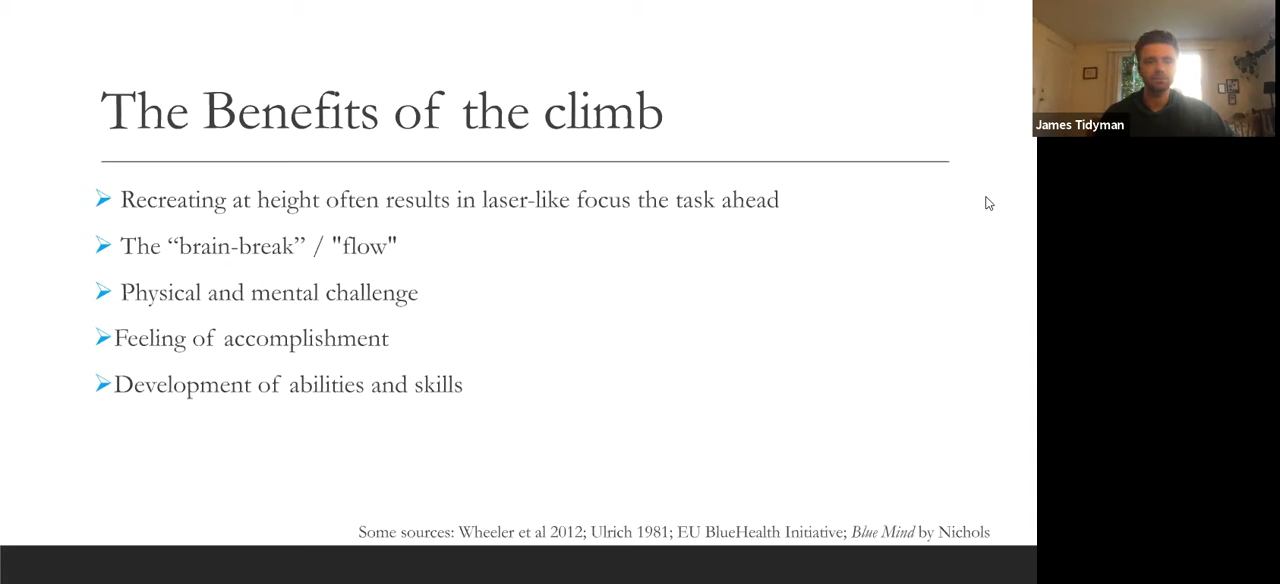 The Benefits of the climb
Recreating at height often results in laser-like focus the task ahead
The “brain-break” / "flow"
Physical and mental challenge
Feeling of accomplishment
Development of abilities and skills
Some sources: Wheeler et al 2012; Ulrich 1981; EU BlueHealth Initiative; Blue Mind by Nichols
James Tidyman